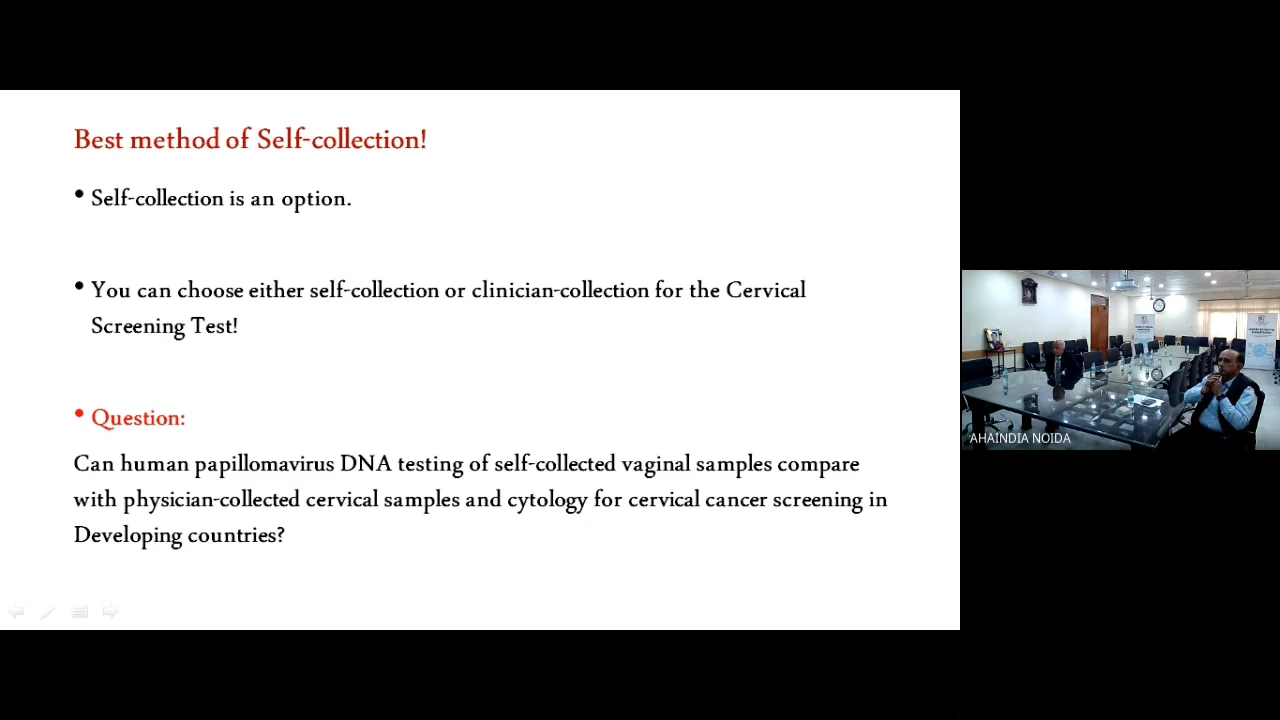 Best method of Self-collection!
• Self-collection is an option.
• You can choose either self-collection or clinician-collection for the Cervical
Screening Test!
• Question:
Can human papillomavirus DNA testing of self-collected vaginal samples compare
with physician-collected cervical samples and cytology for cervical cancer screening in
Developing countries?
AHAINDIA NOIDA